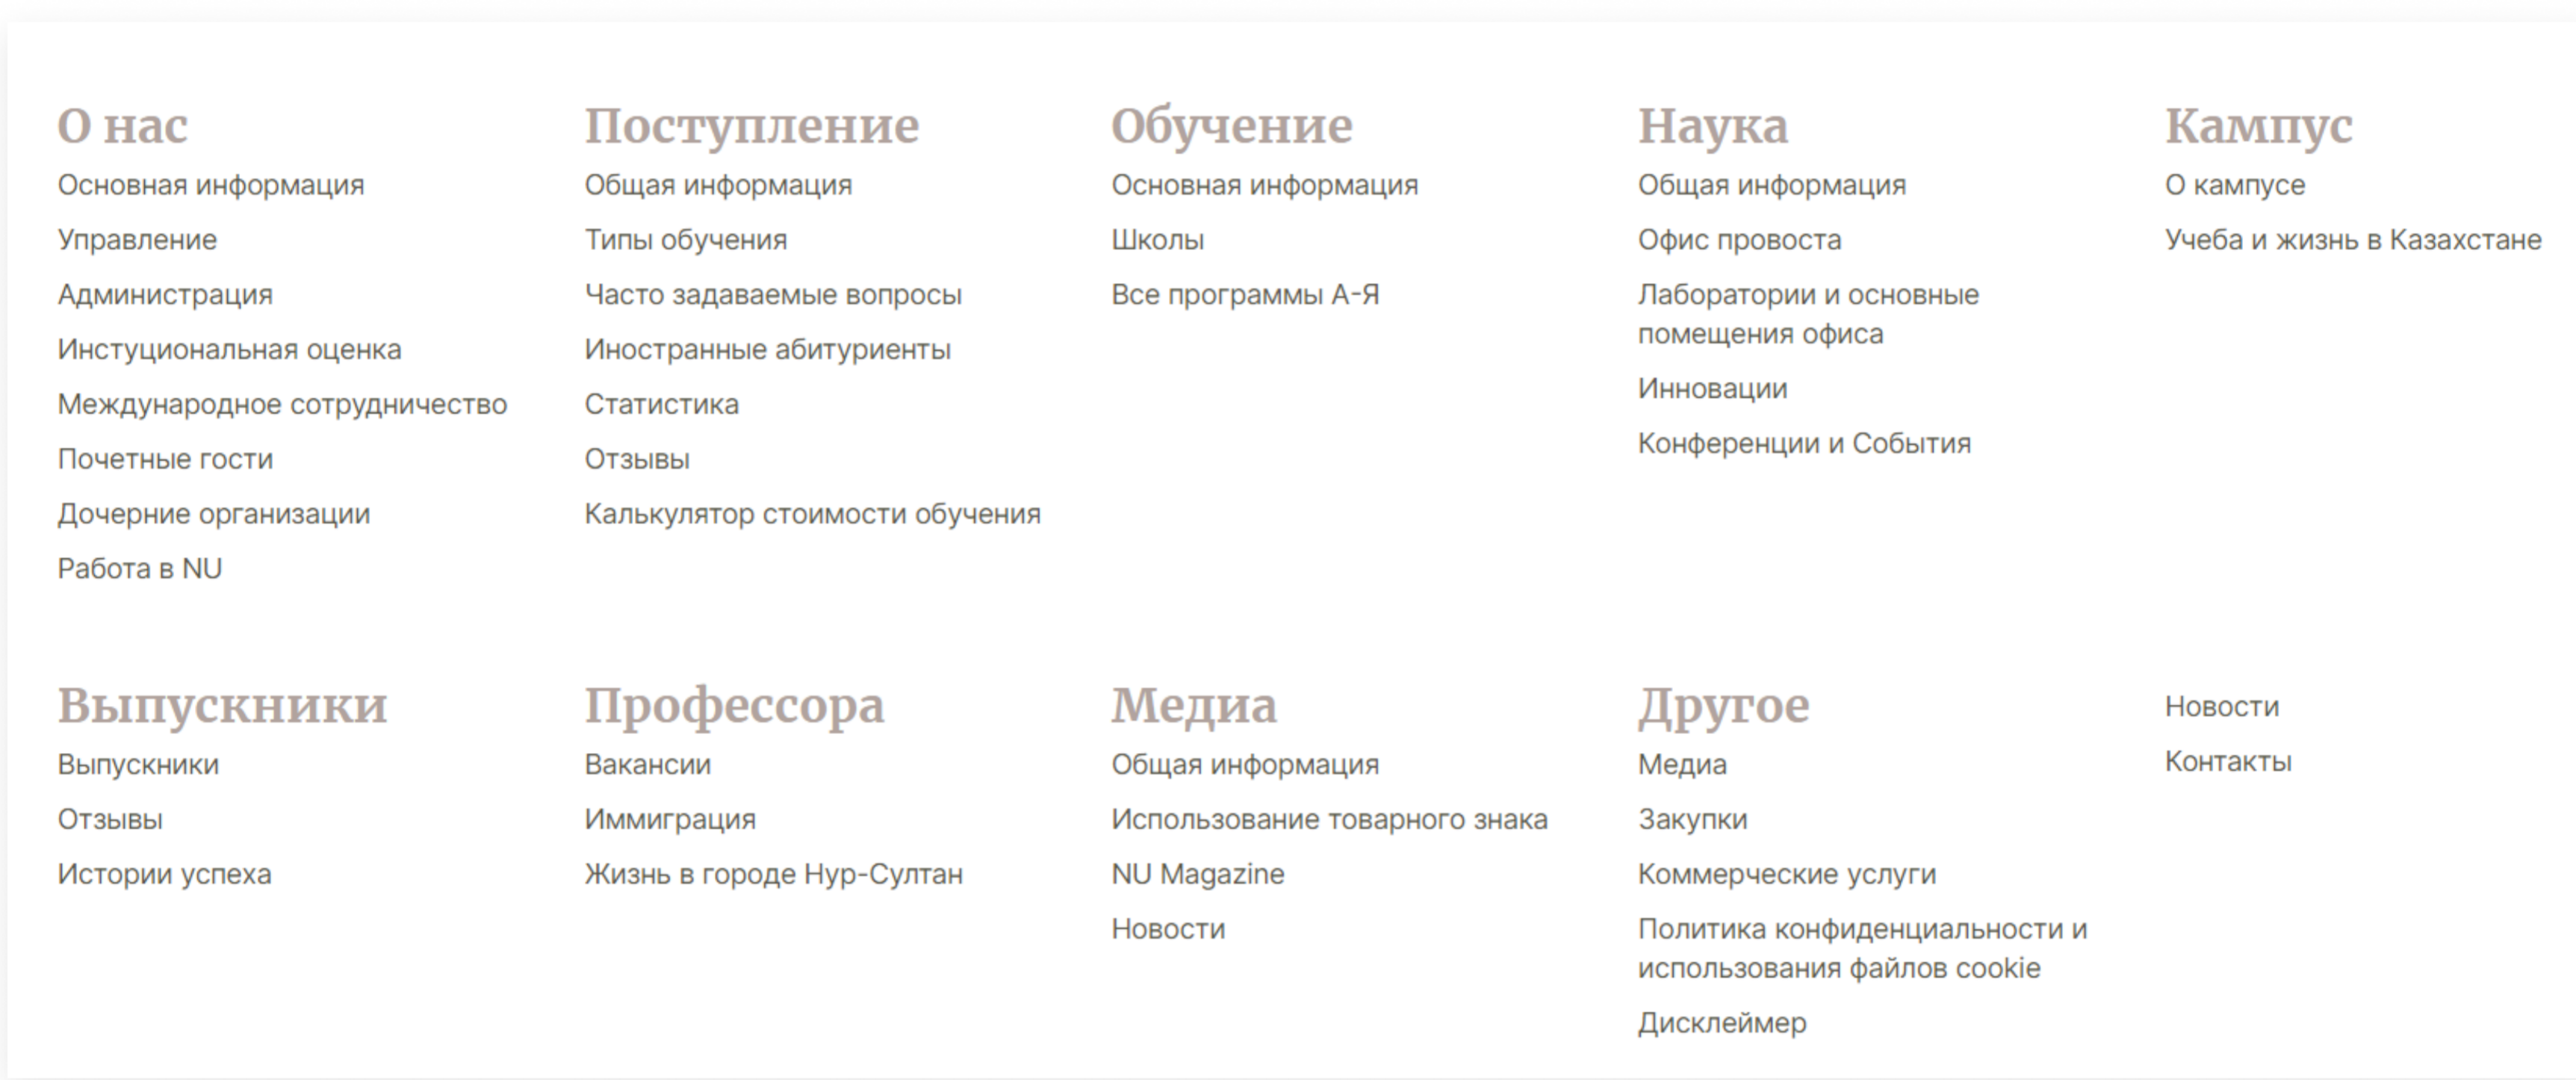 О нас
Основная информация
Управление
Администрация
Инстуциональная оценка
Международное сотрудничество
Почетные гости
Дочерние организации
Работа в NU
Поступление
Общая информация
Типы обучения
Часто задаваемые вопросы
Иностранные абитуриенты
Статистика
Отзывы
Калькулятор стоимости обучения
Обучение
Основная информация
Школы
Все программы А-Я
Наука
Общая информация
Офис провоста
Лаборатории и основные
помещения офиса
Инновации
Конференции и События
Кампус
О кампусе
Учеба и жизнь в Казахстане
Выпускники
Выпускники
Отзывы
Истории успеха
Профессора
Вакансии
Иммиграция
Жизнь в городе Нур-Султан
Медиа
Общая информация
Использование товарного знака
NU Magazine
Новости
Другое
Медиа
Закупки
Коммерческие услуги
Политика конфиденциальности и
использования файлов cookie
Дисклеймер
Новости
Контакты